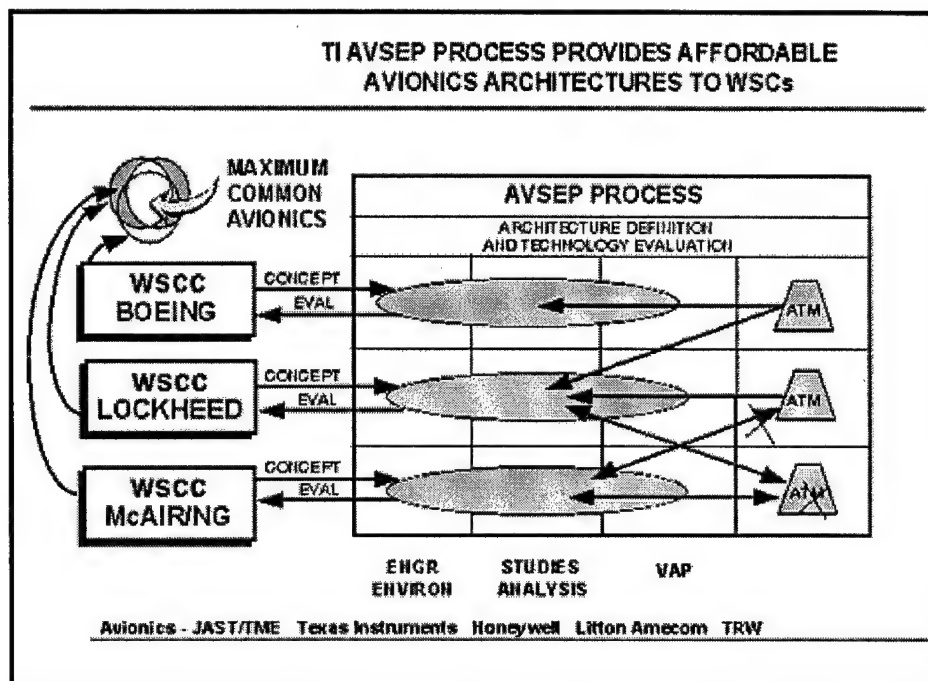 TI AVSEP PROCESS PROVIDES AFFORDABLE
AVIONICS ARCHITECTURES TO WSCs
MAXIMUM
COMMON
AVIONICS
AVSEP PROCESS
ARCHITECTURE DEFINITION
AND TECHNOLOGY EVALUATION
WSCC
BOEING
CONCEPT
EVAL
ATM
WSCC
LOCKHEED
CONCEPT
EVAL
ATM
WSCC
McAIR/NG
CONCEPT
EVAL
ATM
ENGR
ENVIRON
STUDIES
ANALYSIS
VAP
Avionics - JAST/TME Texas Instruments Honeywell Litton Amecom TRW